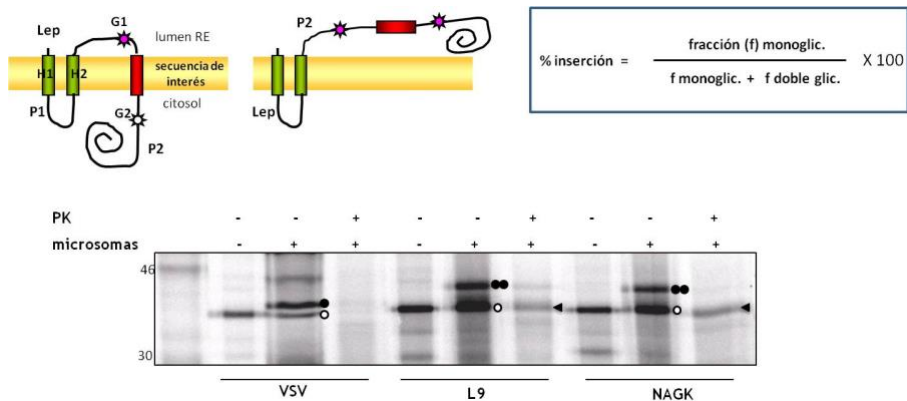 G1
Lep
lumen RE
H1
H2
secuencia de
interés
P1
G2
citosol
P2
P2
Lep
% inserción =
fracción (f) monoglic.
f monoglic. + f doble glic.
X 100
PK - - + - - + - +
microsomas - + + - + + - + +
46
30
VSV
L9
NAGK